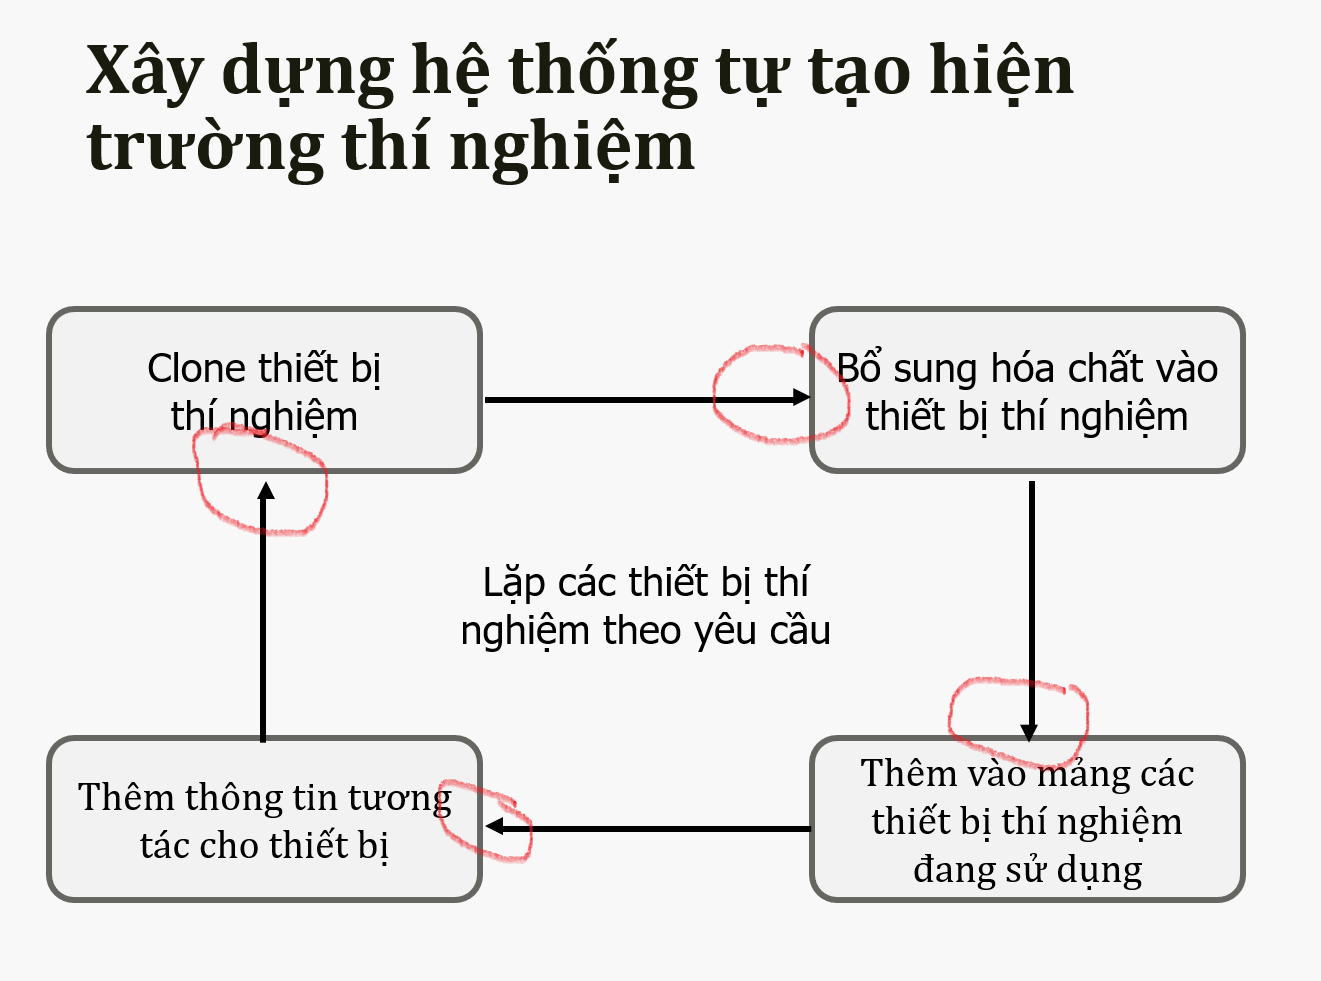 Xây dựng hệ thống tự tạo hiện
trường thí nghiệm
Clone thiết bị
thí nghiệm
Bổ sung hóa chất vào
thiết bị thí nghiệm
Lặp các thiết bị thí
nghiệm theo yêu cầu
Thêm thông tin tương
tác cho thiết bị
Thêm vào mảng các
thiết bị thí nghiệm
đang sử dụng